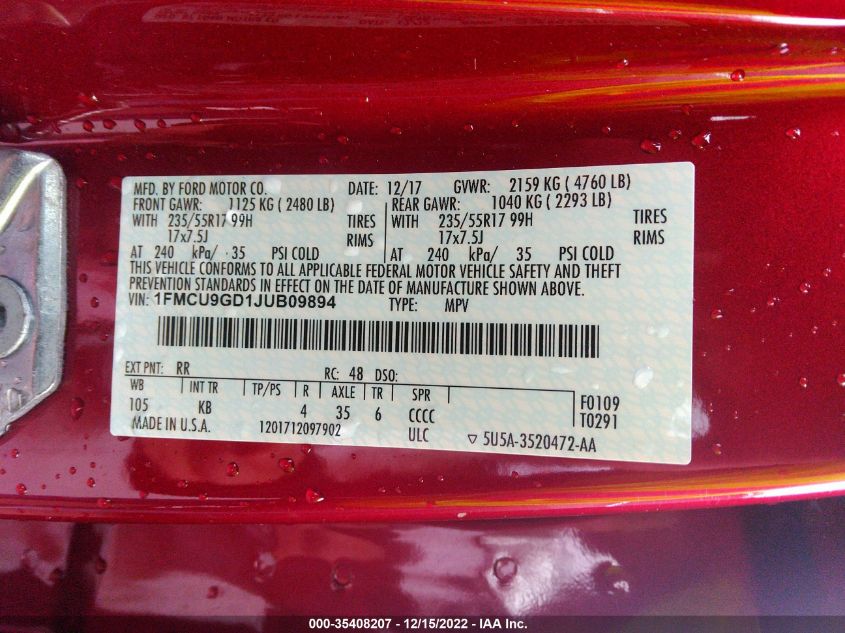 MFD. BY FORD MOTOR CO. DATE: 12/17 GVWR: 2159 KG ( 4760 LB)
FRONT GAWR: 1125 KG ( 2480 LB) REAR GAWR: 1040 KG ( 2293 LB)
WITH 235/55R17 99H TIRES WITH 235/55R17 99H TIRES
17x7.5J RIMS 17x7.5J RIMS
AT 240 kPa/ 35 PSI COLD AT 240 kPa/ 35 PSI COLD
THIS VEHICLE CONFORMS TO ALL APPLICABLE FEDERAL MOTOR VEHICLE SAFETY AND THEFT
PREVENTION STANDARDS IN EFFECT ON THE DATE OF MANUFACTURE SHOWN ABOVE.
VIN: 1FMCU9GD1JUB09894 TYPE: MPV
EXT PNT: RR RC: 48 DSO:
WB INT TR TP/PS R AXLE TR SPR F0109
105 KB 4 35 6 CCCC T0291
MADE IN U.S.A. 1201712097902 ULC ▽ 5U5A-3520472-AA
000-35408207 - 12/15/2022 - IAA Inc.